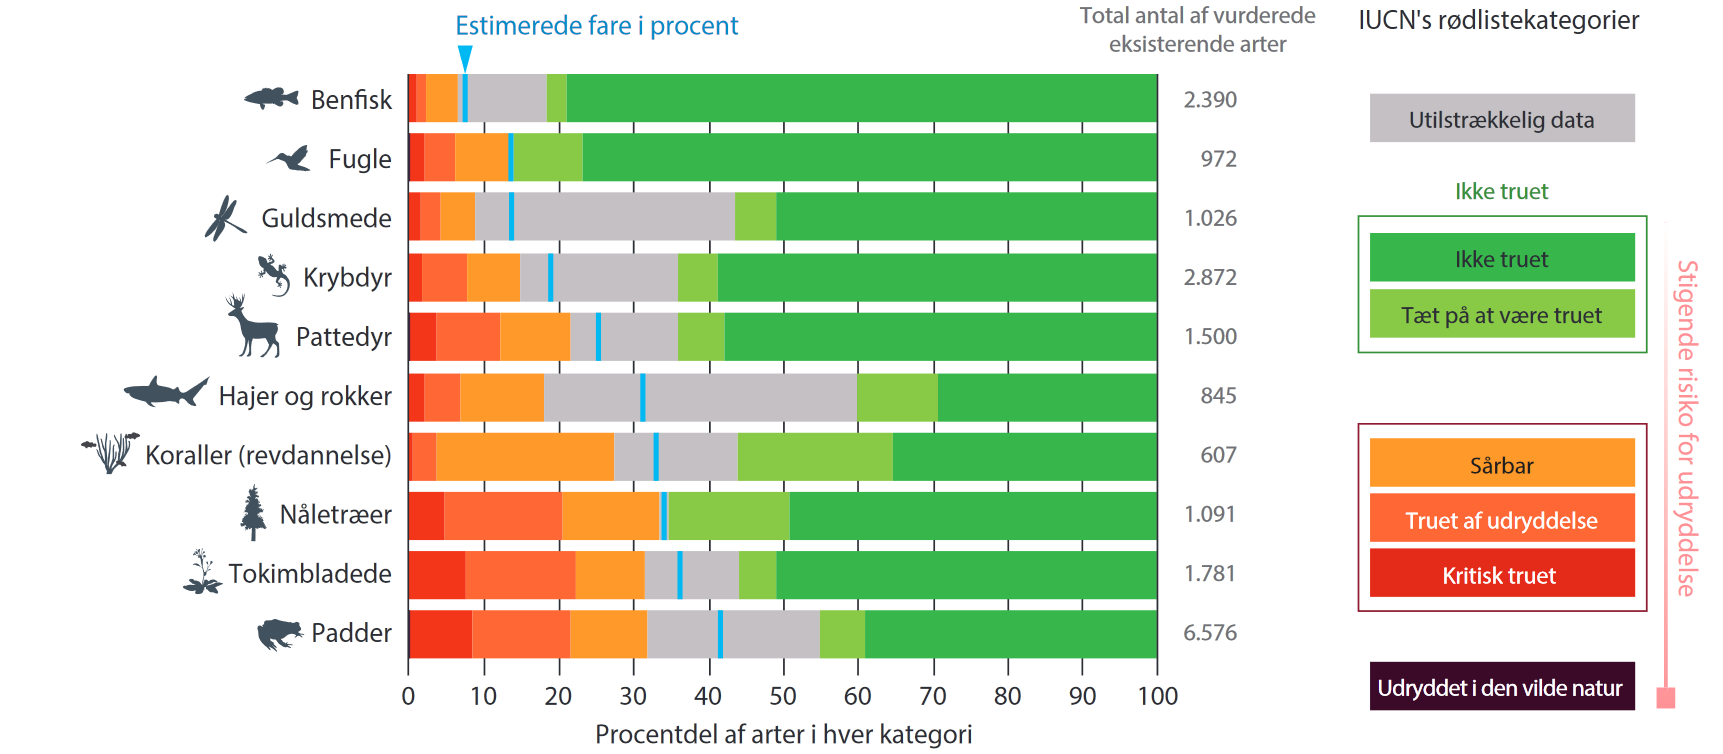 Estimerede fare i procent
Total antal af vurderede
eksisterende arter
IUCN's rødlistekategorier
Benfisk
2.390
Fugle
972
Guldsmede
1.026
Krybdyr
2.872
Pattedyr
1.500
Hajer og rokker
845
Koraller (revdannelse)
607
Nåletræer
1.091
Tokimbladede
1.781
Padder
6.576
0 10 20 30 40 50 60 70 80 90 100
Procentdel af arter i hver kategori
Utilstrækkelig data
Ikke truet
Ikke truet
Tæt på at være truet
Sårbar
Truet af udryddelse
Kritisk truet
Udryddet i den vilde natur
Stigende risiko for udryddelse